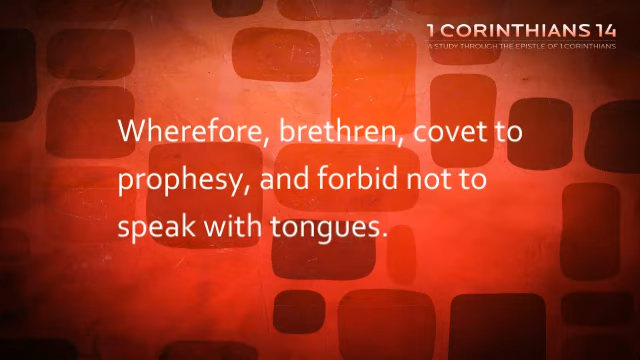 1 CORINTHIANS 14
A STUDY THROUGH THE EPISTLE OF 1 CORINTHIANS
Wherefore, brethren, covet to
prophesy, and forbid not to
speak with tongues.